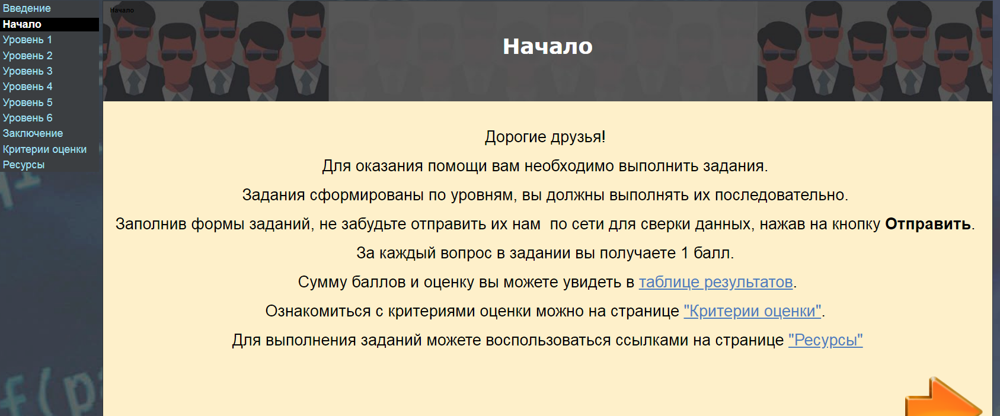 Введение
Начало
Уровень 1
Уровень 2
Уровень 3
Уровень 4
Уровень 5
Уровень 6
Заключение
Критерии оценки
Ресурсы
Начало
Начало
Дорогие друзья!
Для оказания помощи вам необходимо выполнить задания.
Задания сформированы по уровням, вы должны выполнять их последовательно.
Заполнив формы заданий, не забудьте отправить их нам  по сети для сверки данных, нажав на кнопку Отправить.
За каждый вопрос в задании вы получаете 1 балл.
Сумму баллов и оценку вы можете увидеть в таблице результатов.
Ознакомиться с критериями оценки можно на странице "Критерии оценки".
Для выполнения заданий можете воспользоваться ссылками на странице "Ресурсы"